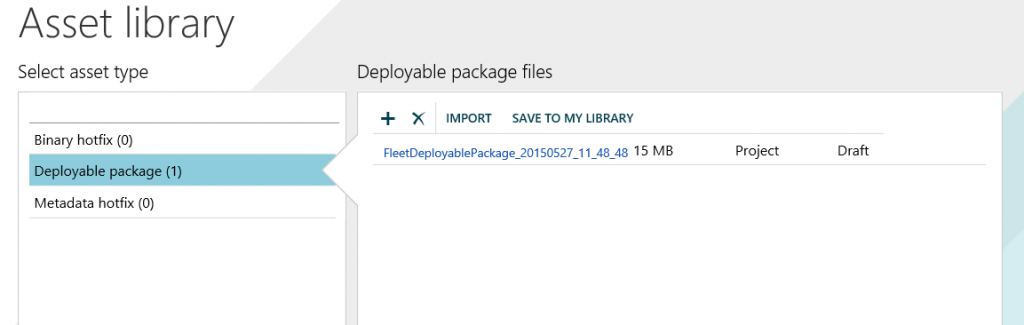 Asset library
Select asset type
Deployable package files
IMPORT SAVE TO MY LIBRARY
Binary hotfix (0)
FleetDeployablePackage_20150527_11_48_48 15 MB Project Draft
Deployable package (1)
Metadata hotfix (0)